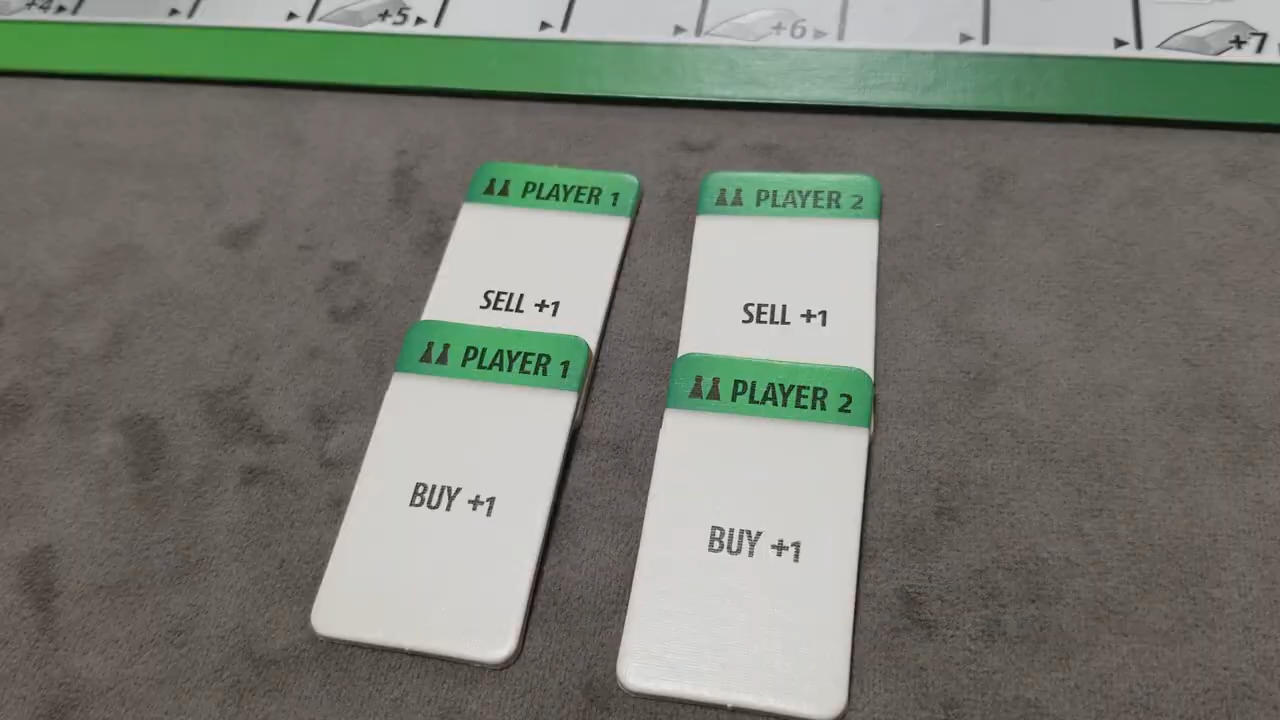 +4
+5
+6
+7
PLAYER 1
SELL +1
PLAYER 1
BUY +1
PLAYER 2
SELL +1
PLAYER 2
BUY +1